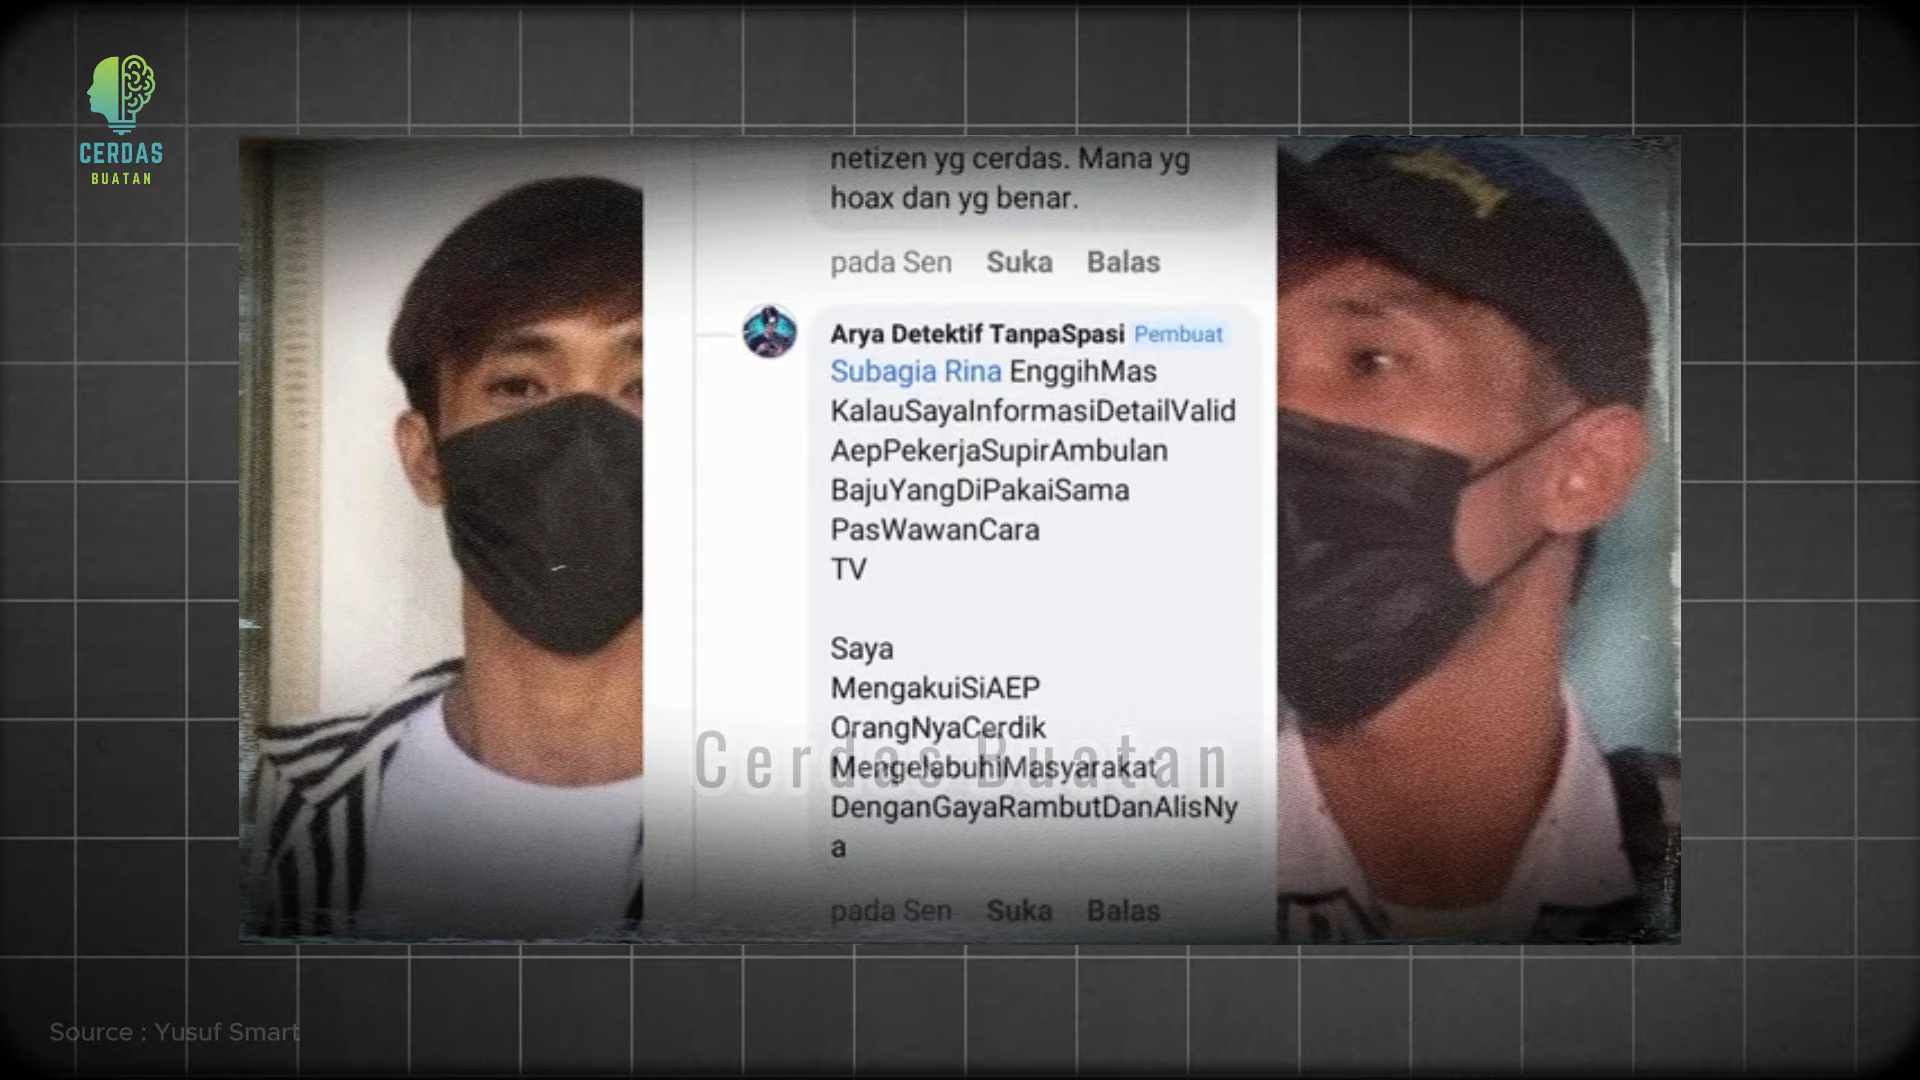 CERDAS
BUATAN
netizen yg cerdas. Mana yg
hoax dan yg benar.
pada Sen Suka Balas
Arya Detektif TanpaSpasi Pembuat
Subagia Rina EnggihMas
KalauSayaInformasiDetailValid
AepPekerjaSupirAmbulan
BajuYangDiPakaiSama
PasWawanCara
TV
Saya
MengakuiSiAEP
OrangNyaCerdik
Cerdas Buatan
MengelabuhiMasyarakat
DenganGayaRambutDanAlisNy
a
pada Sen Suka Balas
Source : Yusuf Smart